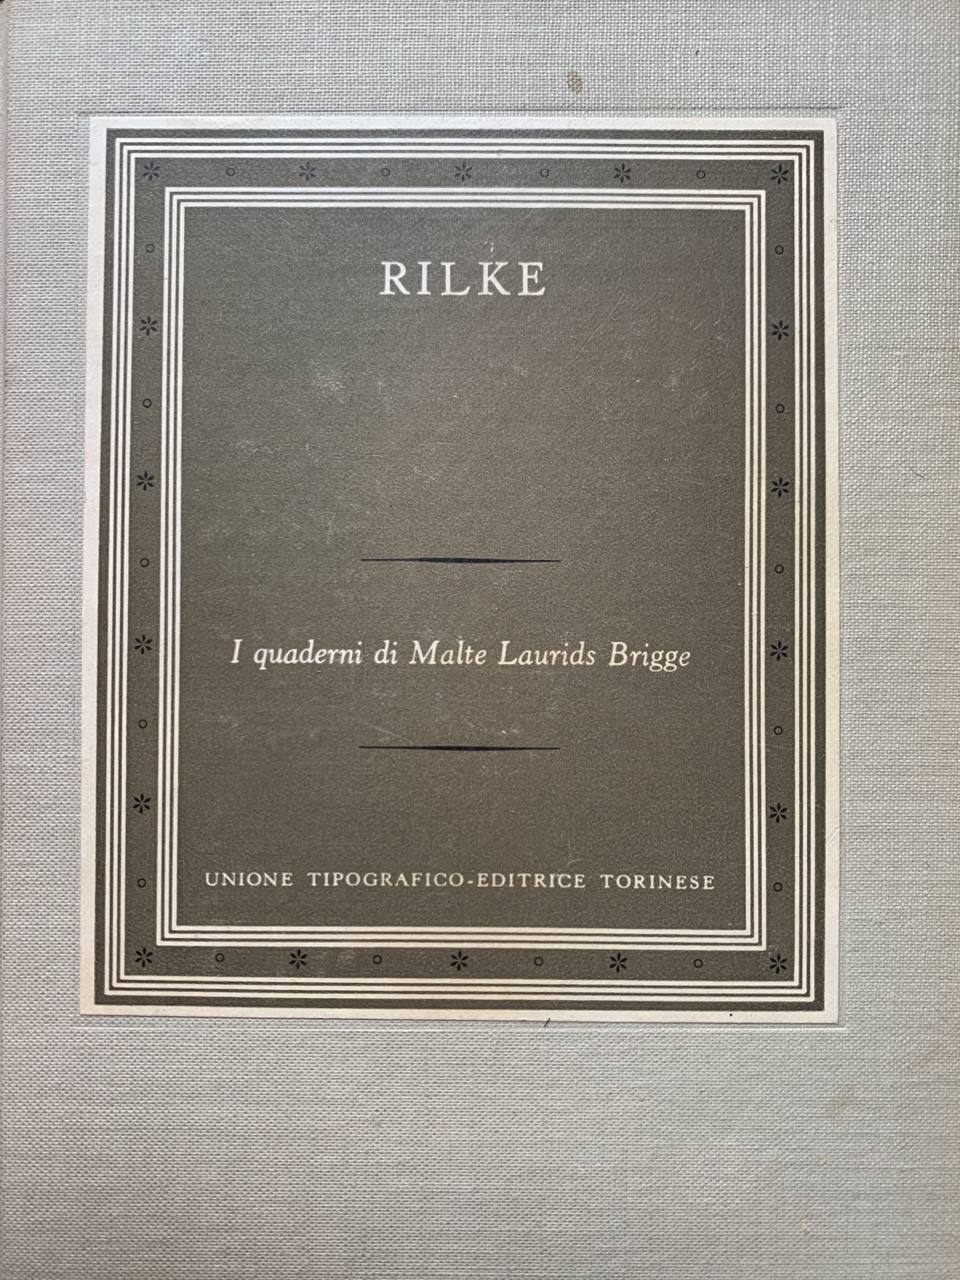 RILKE
I quaderni di Malte Laurids Brigge
UNIONE TIPOGRAFICO-EDITRICE TORINESE